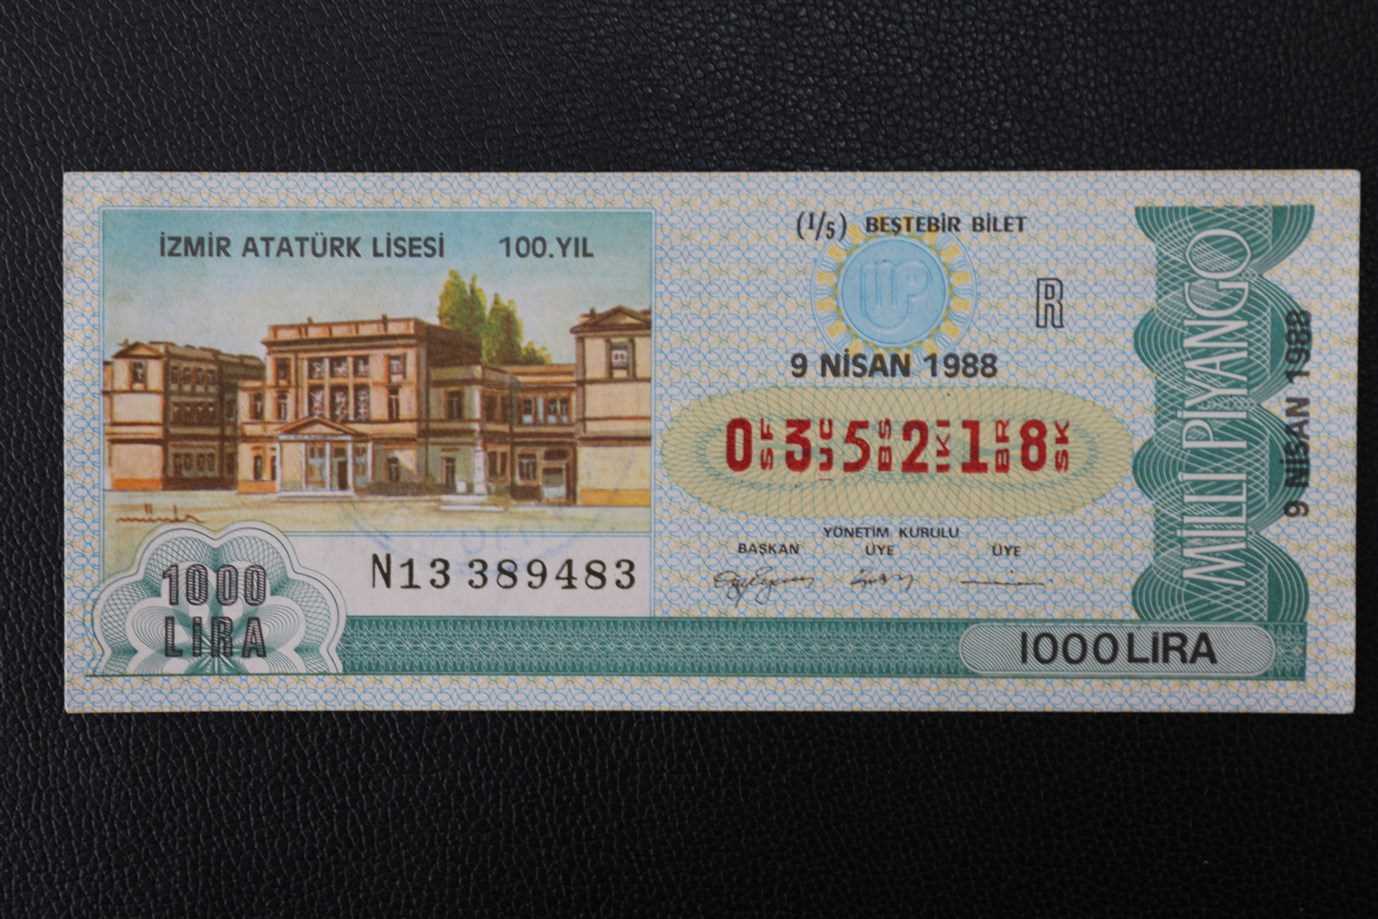 İZMİR ATATÜRK LİSESİ 100.YIL
(1/5) BEŞTEBİR BİLET
R
9 NİSAN 1988
0 SF 3 ÜC 5 BS 2 İKİ 1 BR 8 SK
YÖNETİM KURULU
BAŞKAN ÜYE ÜYE
N13 389483
1000
LİRA
1000 LİRA
MİLLİ PİYANGO
9 NİSAN 1988